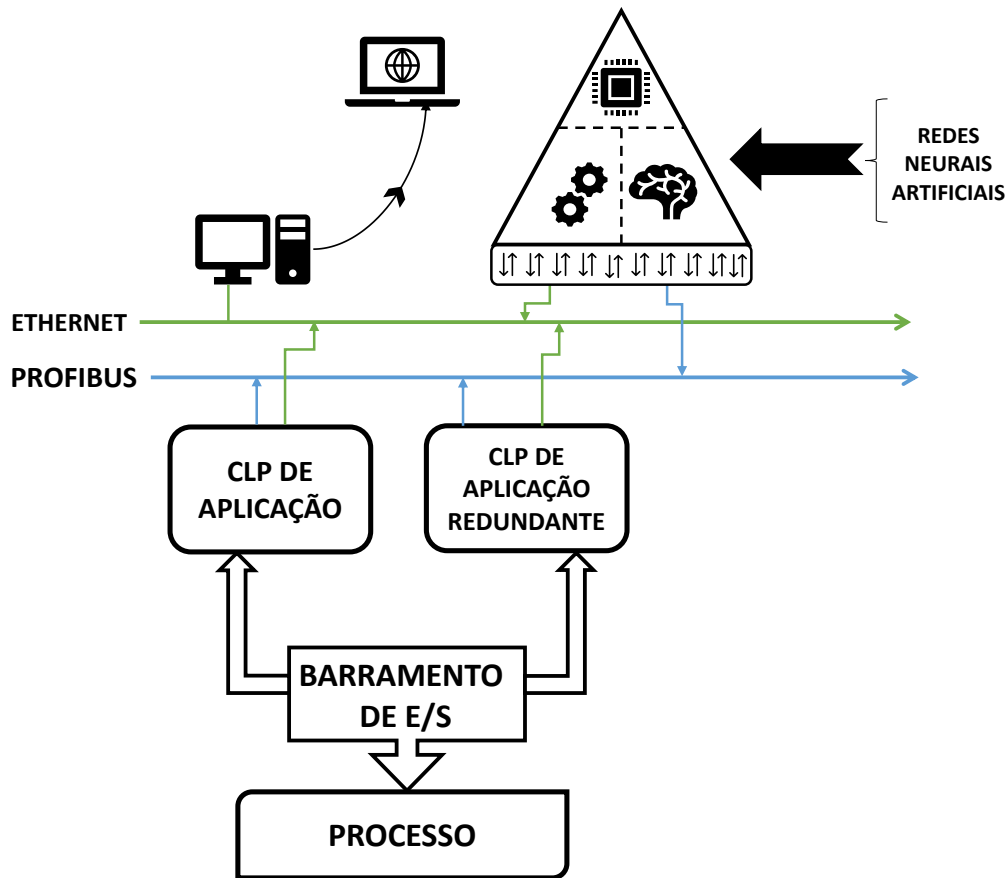 REDES
NEURAIS
ARTIFICIAIS
ETHERNET
PROFIBUS
CLP DE
APLICAÇÃO
CLP DE
APLICAÇÃO
REDUNDANTE
BARRAMENTO
DE E/S
PROCESSO